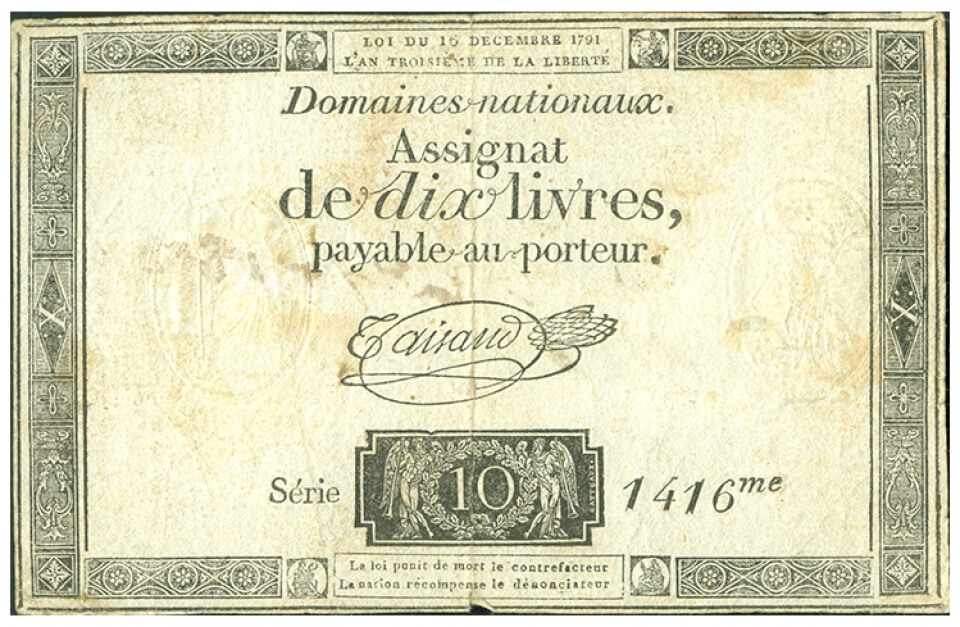 LOI DU 16 DECEMBRE 1791
L'AN TROISIEME DE LA LIBERTÉ
Domaines nationaux.
Assignat
de dix livres,
payable au porteur.
Taisaud
X
X
Série 10 1416me
La loi punit de mort le contrefacteur
La nation récompense le dénonciateur